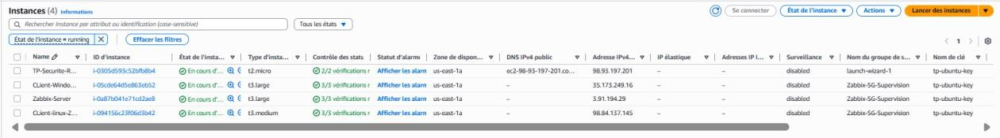 Instances (4) Informations
Se connecter État de l'instance Actions Lancer des instances
Rechercher Instance par attribut ou identification (case-sensitive) Tous les états
État de l'instance = running Effacer les filtres 1
Name ID d'instance État de l'insta... Type d'insta... Contrôle des statu Statut d'alarme Zone de dispon... DNS IPv4 public Adresse IPv4... IP élastique Adresses IP I... Surveillance Nom du groupe de s... Nom de clé
TP-Securite-R... i-0305d593c52bfb8b4 En cours d'... t2.micro 2/2 vérifications r Afficher les alarm us-east-1a ec2-98-93-197-201.co... 98.93.197.201 – – disabled launch-wizard-1 tp-ubuntu-key
CLient-Windo... i-05cde64d5e863eb52 En cours d'... t3.large 3/3 vérifications r Afficher les alarm us-east-1a – 35.173.249.16 – – disabled Zabbix-SG-Supervision tp-ubuntu-key
Zabbix-Server i-0a87b041e71cd2ae8 En cours d'... t3.large 3/3 vérifications r Afficher les alarm us-east-1a – 3.91.194.29 – – disabled Zabbix-SG-Supervision tp-ubuntu-key
CLient-linux-Z... i-094156c23f06d3b42 En cours d'... t3.medium 3/3 vérifications r Afficher les alarm us-east-1a – 98.84.137.145 – – disabled Zabbix-SG-Supervision tp-ubuntu-key